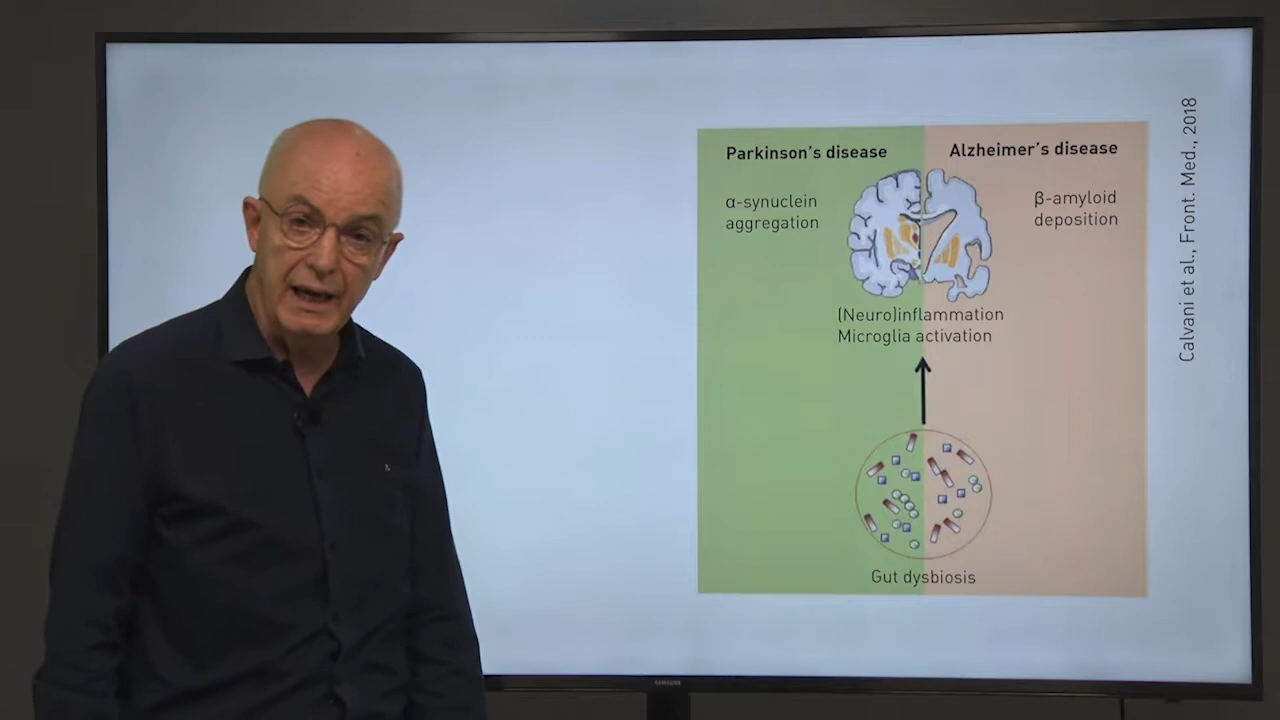 Parkinson's disease
Alzheimer's disease
α-synuclein
aggregation
β-amyloid
deposition
(Neuro)inflammation
Microglia activation
Gut dysbiosis
Calvani et al., Front. Med., 2018
SAMSUNG